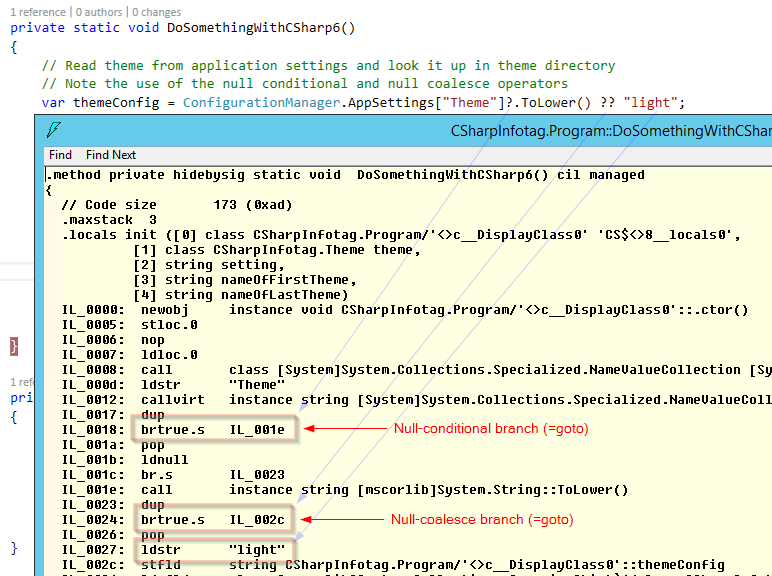 1 reference | 0 authors | 0 changes
private static void DoSomethingWithCSharp6()
{
// Read theme from application settings and look it up in theme directory
// Note the use of the null conditional and null coalesce operators
var themeConfig = ConfigurationManager.AppSettings["Theme"]?.ToLower() ?? "light";
CSharpInfotag.Program::DoSomethingWithCShar
Find Find Next
.method private hidebysig static void DoSomethingWithCSharp6() cil managed
{
// Code size 173 (0xad)
.maxstack 3
.locals init ([0] class CSharpInfotag.Program/'<>c__DisplayClass0' 'CS$<>8__locals0',
[1] class CSharpInfotag.Theme theme,
[2] string setting,
[3] string nameOfFirstTheme,
[4] string nameOfLastTheme)
IL_0000: newobj instance void CSharpInfotag.Program/'<>c__DisplayClass0'::.ctor()
IL_0005: stloc.0
IL_0006: nop
}
IL_0007: ldloc.0
IL_0008: call class [System]System.Collections.Specialized.NameValueCollection [Sy
1 refe
IL_000d: ldstr "Theme"
pri
IL_0012: callvirt instance string [System]System.Collections.Specialized.NameValueColl
{
IL_0017: dup
IL_0018: brtrue.s IL_001e Null-conditional branch (=goto)
IL_001a: pop
IL_001b: ldnull
IL_001c: br.s IL_0023
IL_001e: call instance string [mscorlib]System.String::ToLower()
IL_0023: dup
IL_0024: brtrue.s IL_002c Null-coalesce branch (=goto)
IL_0026: pop
}
IL_0027: ldstr "light"
IL_002c: stfld string CSharpInfotag.Program/'<>c__DisplayClass0'::themeConfig